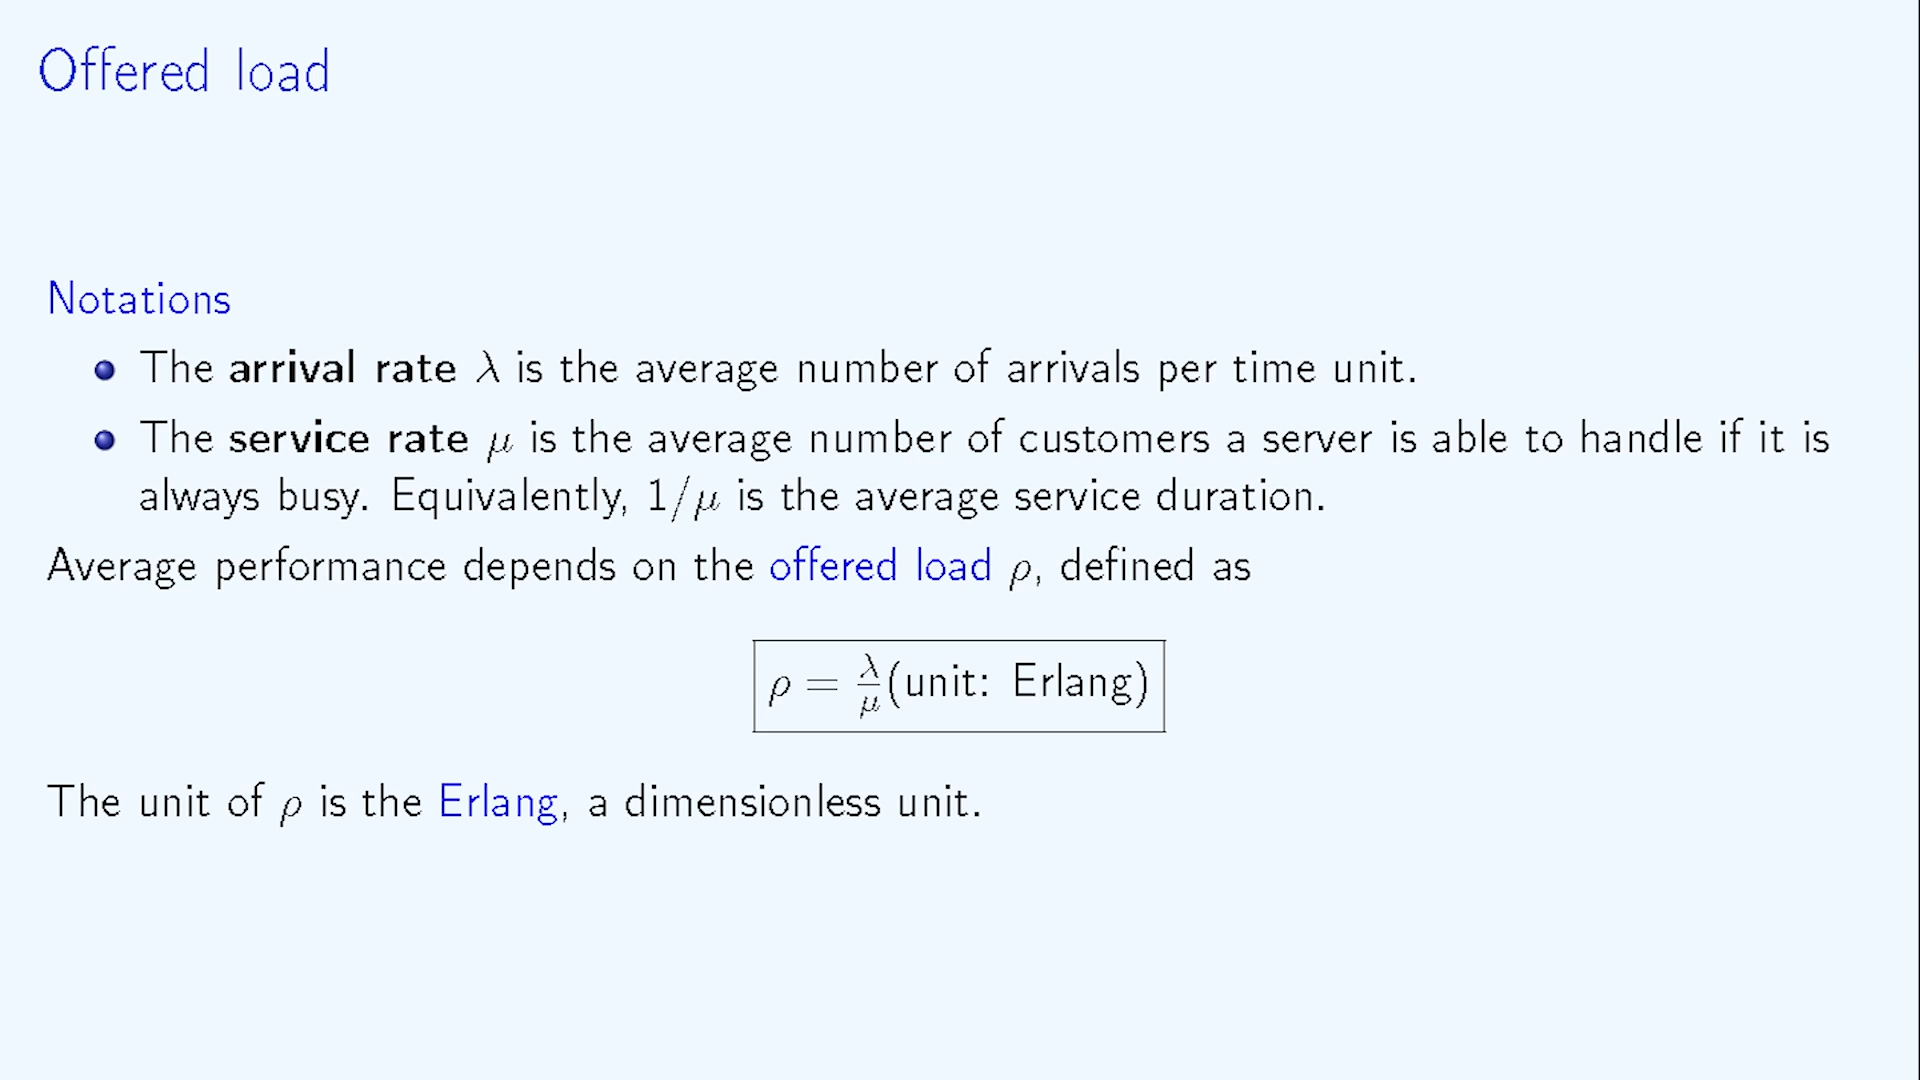 Offered load
Notations
The arrival rate λ is the average number of arrivals per time unit.
The service rate μ is the average number of customers a server is able to handle if it is
always busy. Equivalently, 1/μ is the average service duration.
Average performance depends on the offered load ρ, defined as
ρ = λ/μ (unit: Erlang)
The unit of ρ is the Erlang, a dimensionless unit.